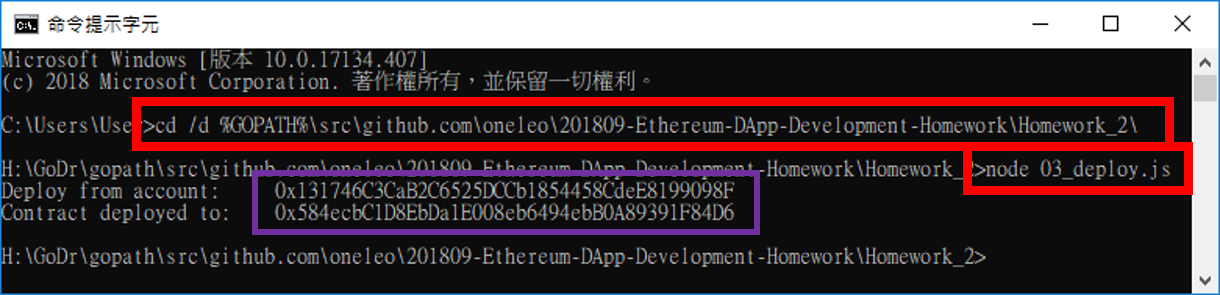 命令提示字元
Microsoft Windows [版本 10.0.17134.407]
(c) 2018 Microsoft Corporation. 著作權所有，並保留一切權利。
C:\Users\User>cd /d %GOPATH%\src\github.com\oneleo\201809-Ethereum-DApp-Development-Homework\Homework_2\
H:\GoDr\gopath\src\github.com\oneleo\201809-Ethereum-DApp-Development-Homework\Homework_2>node 03_deploy.js
Deploy from account: 0x131746C3CaB2C6525DCCb1854458CdeE8199098F
Contract deployed to: 0x584ecbC1D8EbDa1E008eb6494ebB0A89391F84D6
H:\GoDr\gopath\src\github.com\oneleo\201809-Ethereum-DApp-Development-Homework\Homework_2>